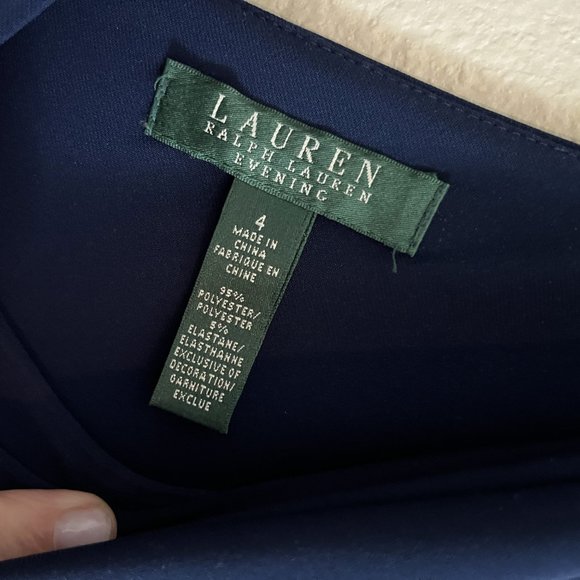 LAUREN
RALPH LAUREN
EVENING
4
MADE IN
CHINA
FABRIQUE EN
CHINE
95%
POLYESTER/
POLYESTER
5%
ELASTANE/
ELASTHANNE
EXCLUSIVE OF
DECORATION/
GARNITURE
EXCLUE